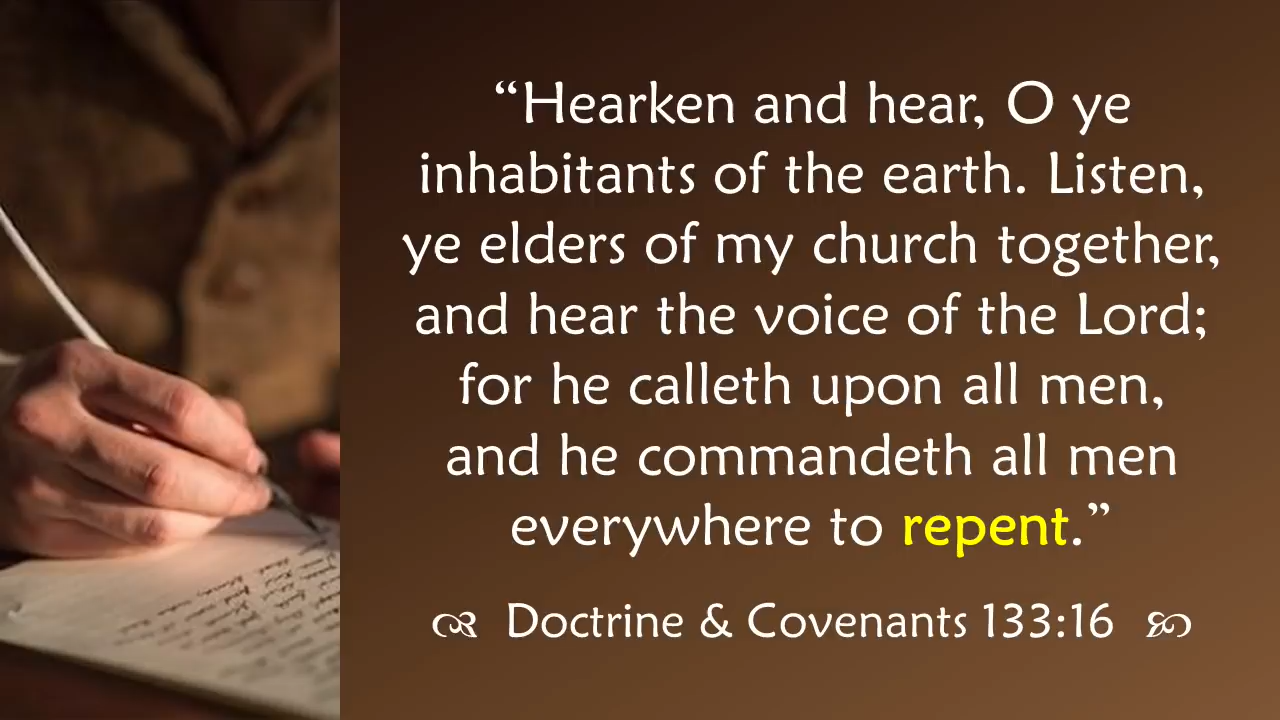 “Hearken and hear, O ye
inhabitants of the earth. Listen,
ye elders of my church together,
and hear the voice of the Lord;
for he calleth upon all men,
and he commandeth all men
everywhere to repent.”
Doctrine & Covenants 133:16